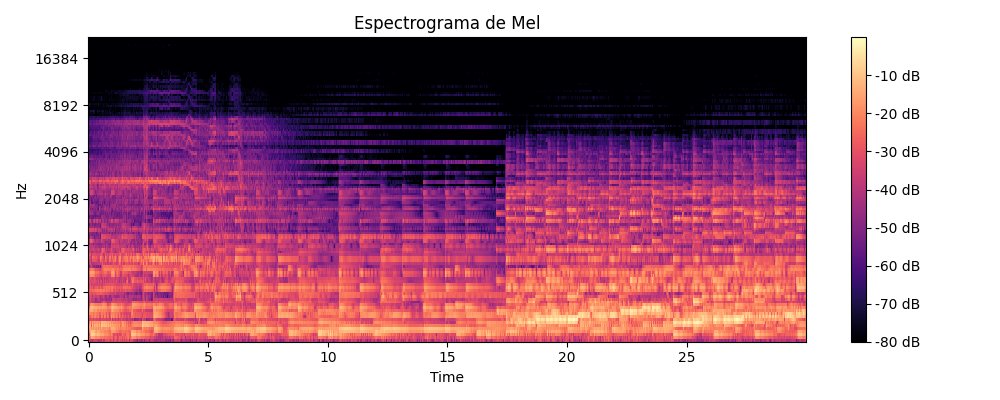 Espectrograma de Mel
Hz
16384
8192
4096
2048
1024
512
0
0 5 10 15 20 25
Time
-10 dB
-20 dB
-30 dB
-40 dB
-50 dB
-60 dB
-70 dB
-80 dB